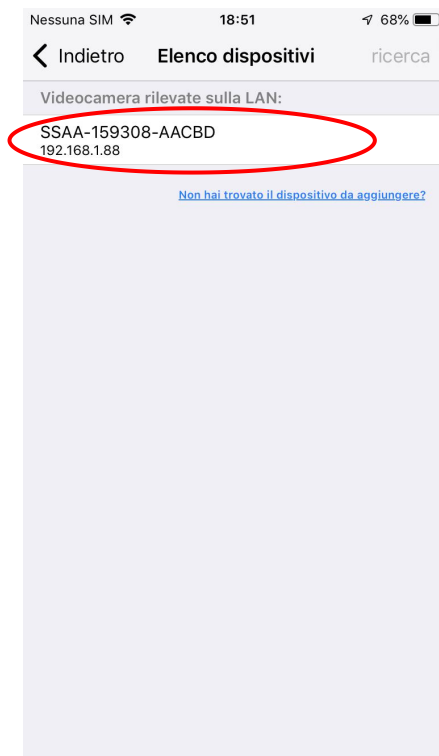 Nessuna SIM 18:51 68%
Indietro Elenco dispositivi ricerca
Videocamera rilevate sulla LAN:
SSAA-159308-AACBD
192.168.1.88
Non hai trovato il dispositivo da aggiungere?